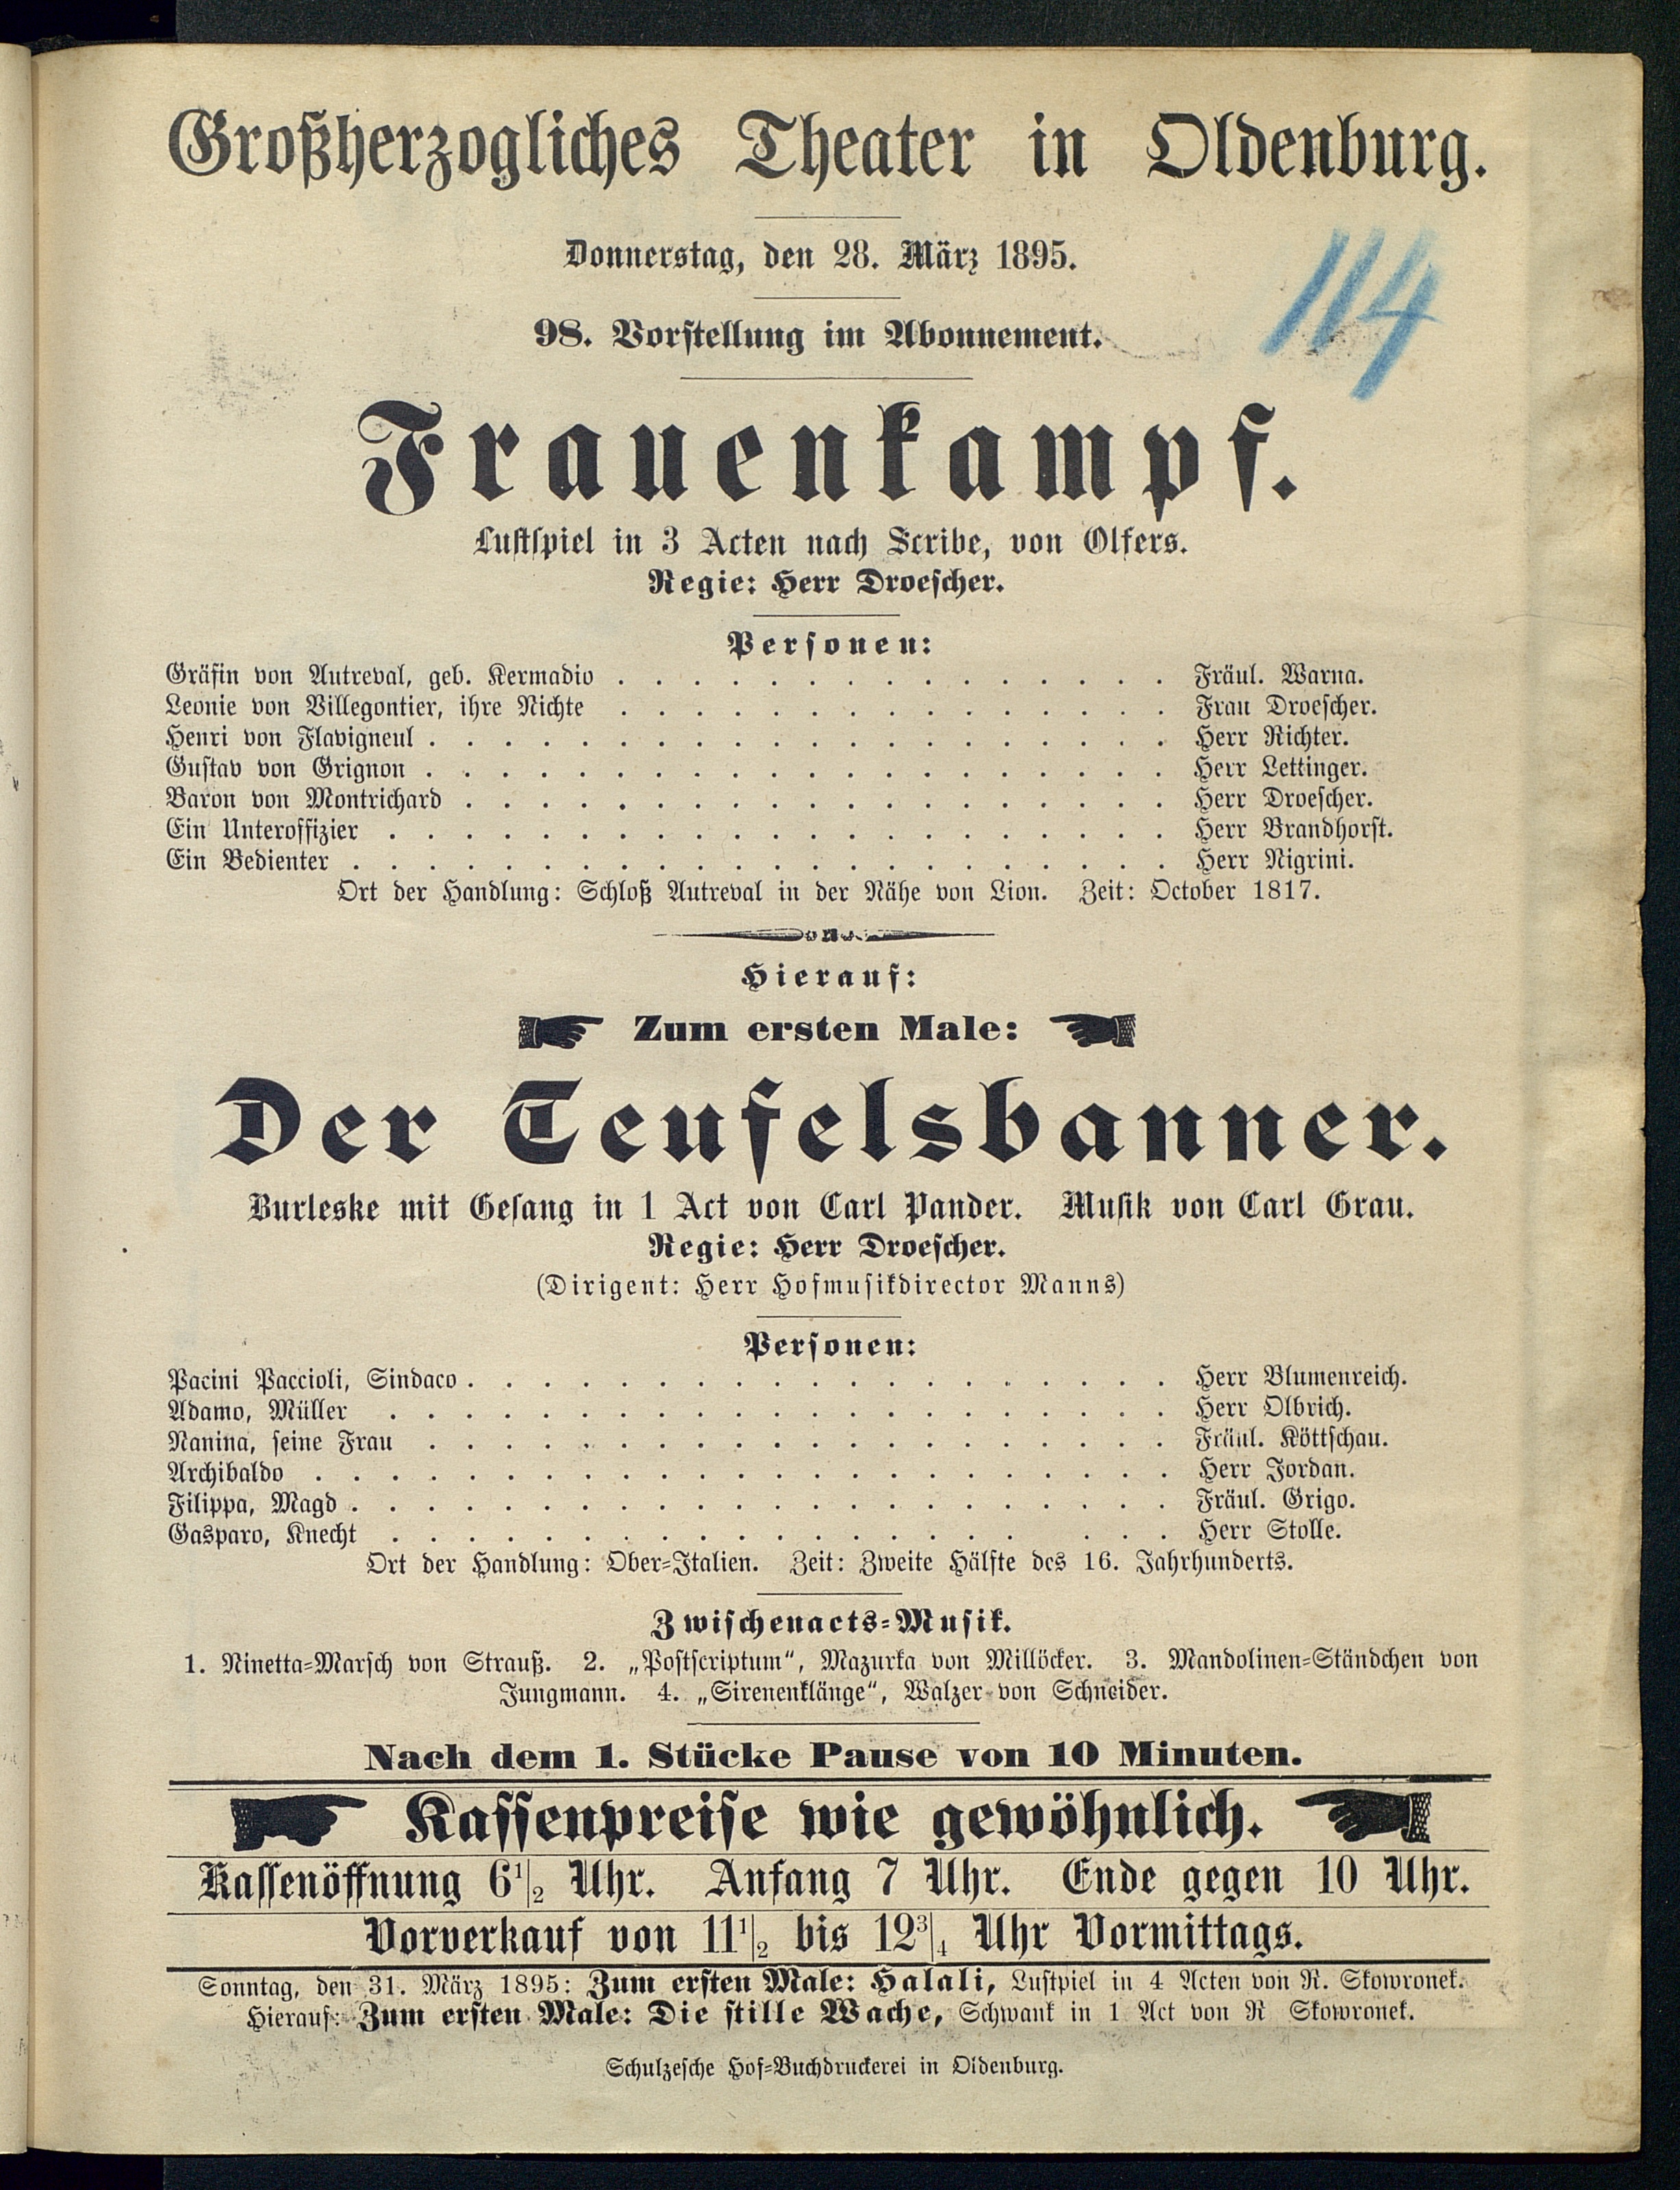 Großherzogliches Theater in Oldenburg.
Donnerstag, den 28. März 1895.
114
98. Vorstellung im Abonnement.
Frauenkampf.
Lustspiel in 3 Acten nach Scribe, von Olfers.
Regie: Herr Droescher.
Personen:
Gräfin von Autreval, geb. Kermadio . . . . . . . . . . . . . . . Fräul. Warna.
Leonie von Villegontier, ihre Nichte . . . . . . . . . . . . . . . Frau Droescher.
Henri von Flavigneul . . . . . . . . . . . . . . . . . . . . Herr Richter.
Gustav von Grignon . . . . . . . . . . . . . . . . . . . . Herr Lettinger.
Baron von Montrichard . . . . . . . . . . . . . . . . . . . Herr Droescher.
Ein Unteroffizier . . . . . . . . . . . . . . . . . . . . . Herr Brandhorst.
Ein Bedienter . . . . . . . . . . . . . . . . . . . . . . Herr Nigrini.
Ort der Handlung: Schloß Autreval in der Nähe von Lion. Zeit: October 1817.
Hierauf:
Zum ersten Male:
Der Teufelsbanner.
Burleske mit Gesang in 1 Act von Carl Pander. Musik von Carl Grau.
Regie: Herr Droescher.
(Dirigent: Herr Hofmusikdirector Manns)
Personen:
Pacini Paccioli, Sindaco . . . . . . . . . . . . . . . . . . . Herr Blumenreich.
Adamo, Müller . . . . . . . . . . . . . . . . . . . . . Herr Olbrich.
Nanina, seine Frau . . . . . . . . . . . . . . . . . . . . Fräul. Köttschau.
Archibaldo . . . . . . . . . . . . . . . . . . . . . . . Herr Jordan.
Filippa, Magd . . . . . . . . . . . . . . . . . . . . . . Fräul. Grigo.
Gasparo, Knecht . . . . . . . . . . . . . . . . . . . . Herr Stolle.
Ort der Handlung: Ober-Italien. Zeit: Zweite Hälfte des 16. Jahrhunderts.
Zwischenacts-Musik.
1. Ninetta-Marsch von Strauß. 2. „Postscriptum“, Mazurka von Millöcker. 3. Mandolinen-Ständchen von
Jungmann. 4. „Sirenenklänge“, Walzer von Schneider.
Nach dem 1. Stücke Pause von 10 Minuten.
Kassenpreise wie gewöhnlich.
Kassenöffnung 6 1/2 Uhr. Anfang 7 Uhr. Ende gegen 10 Uhr.
Vorverkauf von 11 1/2 bis 12 3/4 Uhr Vormittags.
Sonntag, den 31. März 1895: Zum ersten Male: Halali, Lustpiel in 4 Acten von R. Skowronek.
Hierauf: Zum ersten Male: Die stille Wache, Schwank in 1 Act von R Skowronek.
Schulzesche Hof-Buchdruckerei in Oldenburg.